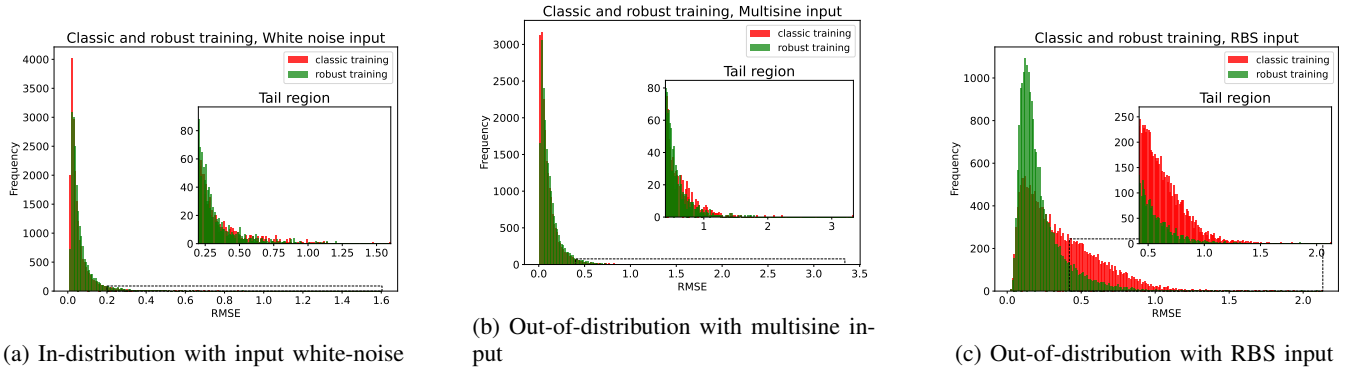 Classic and robust training, White noise input
classic training
robust training
Tail region
80
60
40
20
0
0.25 0.50 0.75 1.00 1.25 1.50
Frequency
4000
3500
3000
2500
2000
1500
1000
500
0
0.0 0.2 0.4 0.6 0.8 1.0 1.2 1.4 1.6
RMSE
(a) In-distribution with input white-noise
Classic and robust training, Multisine input
classic training
robust training
Tail region
80
60
40
20
0
1 2 3
Frequency
3000
2500
2000
1500
1000
500
0
0.0 0.5 1.0 1.5 2.0 2.5 3.0 3.5
RMSE
(b) Out-of-distribution with multisine in-
put
Classic and robust training, RBS input
classic training
robust training
Tail region
250
200
150
100
50
0
0.5 1.0 1.5 2.0
Frequency
1000
800
600
400
200
0
0.0 0.5 1.0 1.5 2.0
RMSE
(c) Out-of-distribution with RBS input